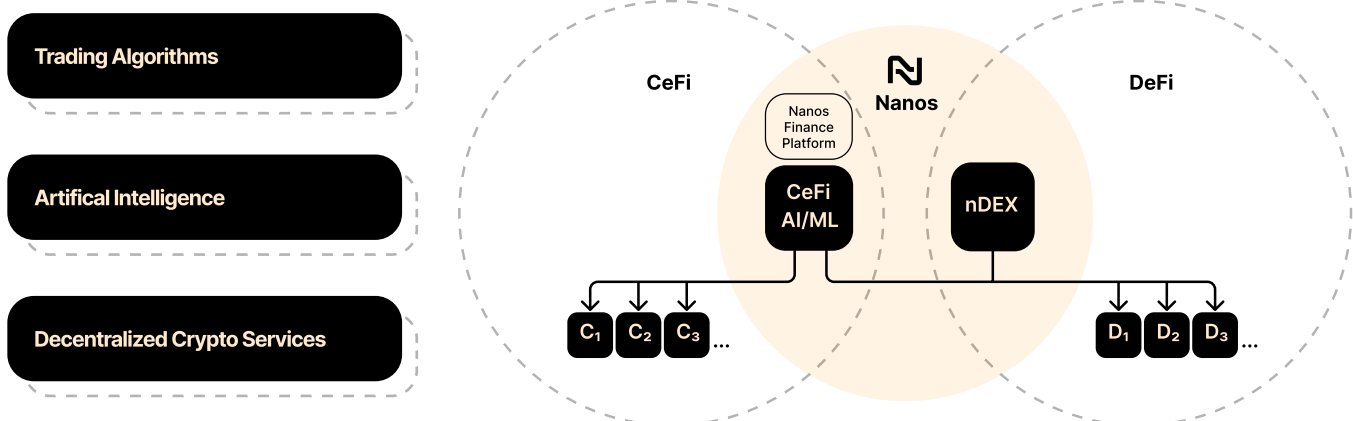 Trading Algorithms
Artifical Intelligence
Decentralized Crypto Services
CeFi
Nanos
DeFi
Nanos
Finance
Platform
CeFi
AI/ML
nDEX
C₁ C₂ C₃ ...
D₁ D₂ D₃ ...